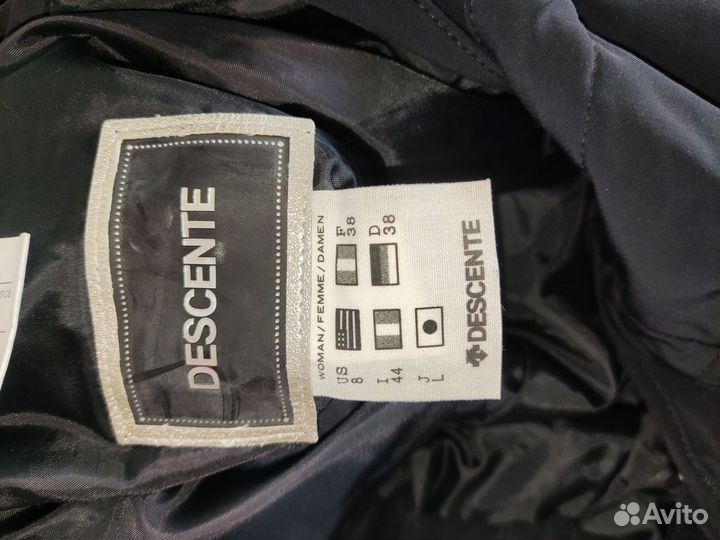 DESCENTE
WOMAN/FEMME/DAMEN
US F
8 38
I D
44 38
J
L
DESCENTE
Avito